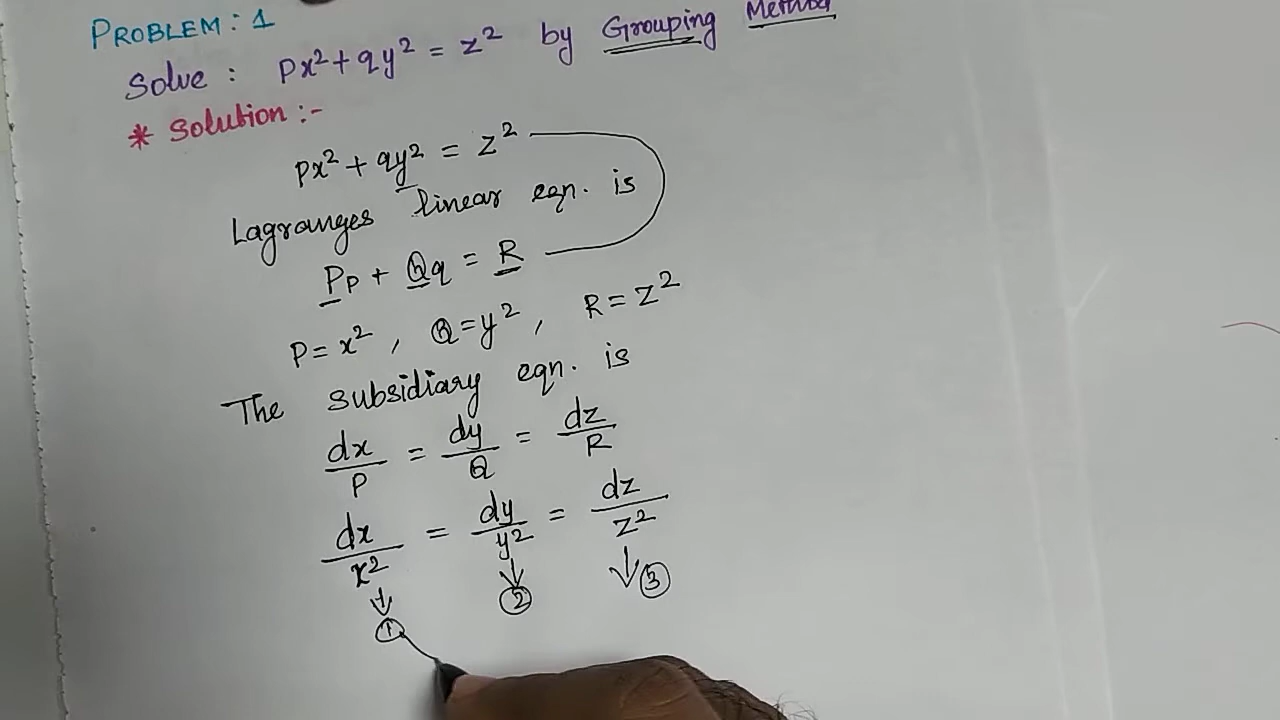 PROBLEM: 1
Solve : px² + qy² = z² by Grouping Method
* Solution :-
px² + qy² = z²
Lagranges linear eqn. is
Pp + Qq = R
P = x² , Q = y² , R = z²
The subsidiary eqn. is
dx/P = dy/Q = dz/R
dx/x² = dy/y² = dz/z²
① ② ③